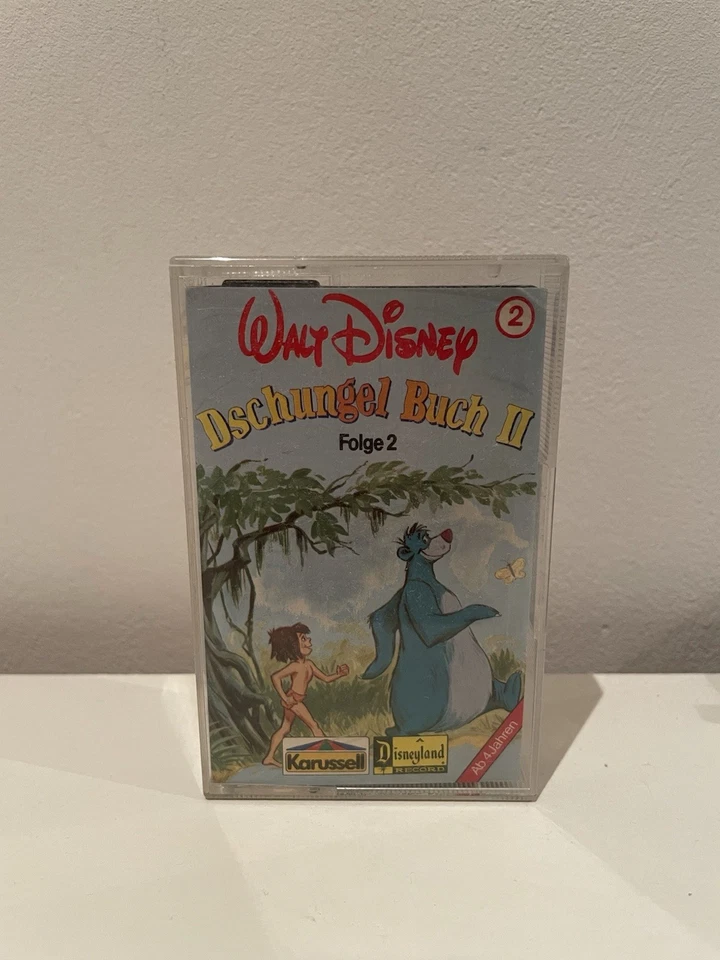 WALT DISNEY
2
Dschungel Buch II
Folge 2
Karussell
Disneyland
RECORD
Ab 4 Jahren